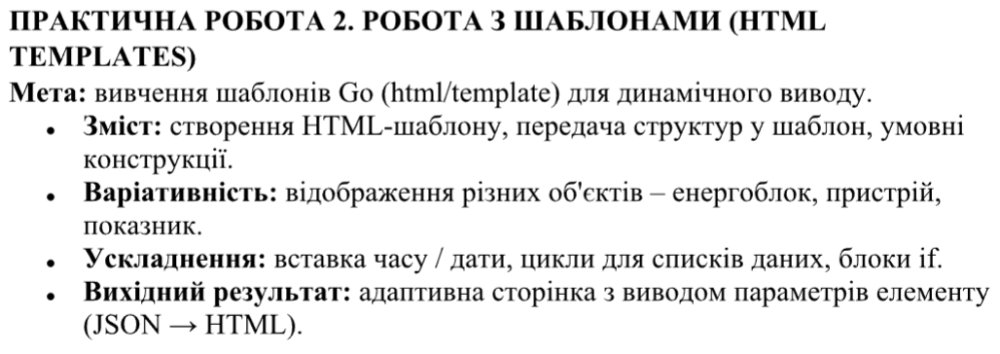 ПРАКТИЧНА РОБОТА 2. РОБОТА З ШАБЛОНАМИ (HTML
TEMPLATES)
Мета: вивчення шаблонів Go (html/template) для динамічного виводу.
• Зміст: створення HTML-шаблону, передача структур у шаблон, умовні
конструкції.
• Варіативність: відображення різних об'єктів – енергоблок, пристрій,
показник.
• Ускладнення: вставка часу / дати, цикли для списків даних, блоки if.
• Вихідний результат: адаптивна сторінка з виводом параметрів елементу
(JSON → HTML).